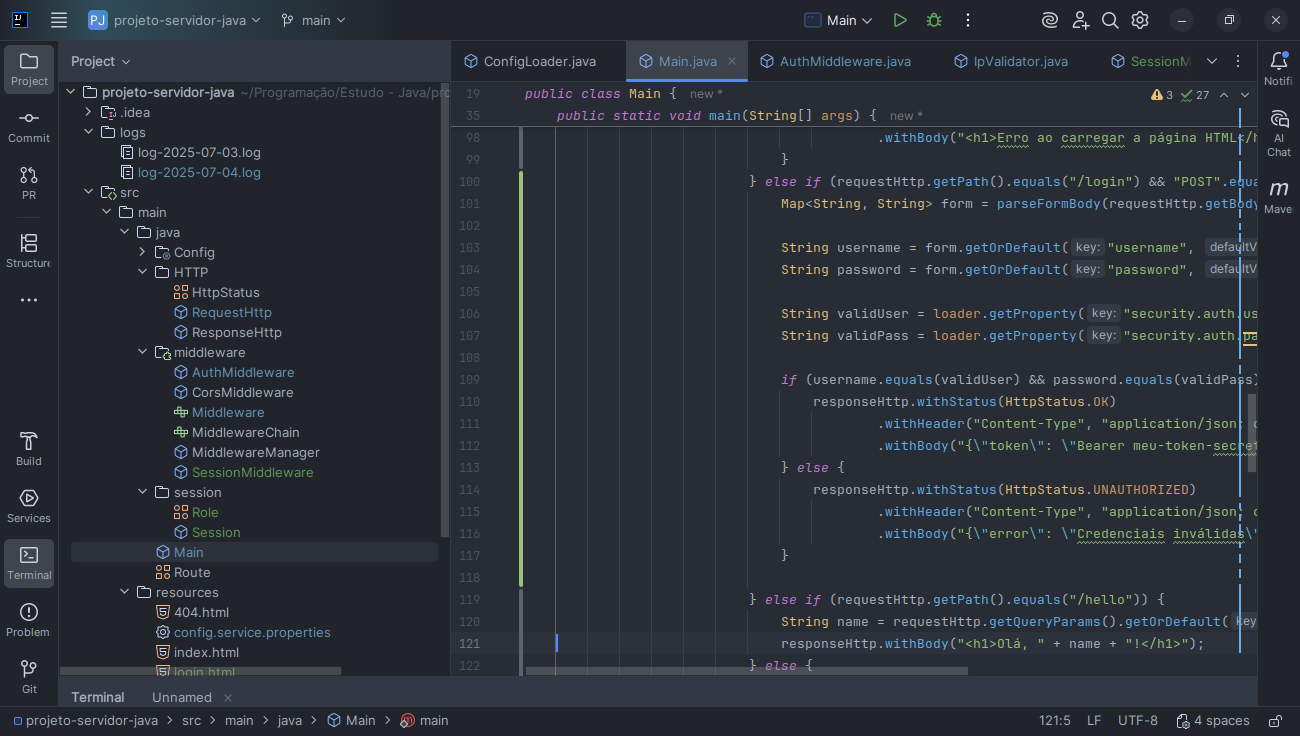 PJ projeto-servidor-java main Main
Project
Commit
PR
Structure
Build
Services
Terminal
Problem
Git
Project
projeto-servidor-java ~/Programação/Estudo - Java/pro
.idea
logs
log-2025-07-03.log
log-2025-07-04.log
src
main
java
Config
HTTP
HttpStatus
RequestHttp
ResponseHttp
middleware
AuthMiddleware
CorsMiddleware
Middleware
MiddlewareChain
MiddlewareManager
SessionMiddleware
session
Role
Session
Main
Route
resources
404.html
config.service.properties
index.html
login.html
ConfigLoader.java Main.java AuthMiddleware.java IpValidator.java SessionM
3 27
19 public class Main { new *
35 public static void main(String[] args) { new *
98 .withBody("<h1>Erro ao carregar a página HTML</h
99 }
100 } else if (requestHttp.getPath().equals("/login") && "POST".equa
101 Map<String, String> form = parseFormBody(requestHttp.getBody
102
103 String username = form.getOrDefault( key: "username", defaultV
104 String password = form.getOrDefault( key: "password", defaultV
105
106 String validUser = loader.getProperty( key: "security.auth.us
107 String validPass = loader.getProperty( key: "security.auth.pa
108
109 if (username.equals(validUser) && password.equals(validPass)
110 responseHttp.withStatus(HttpStatus.OK)
111 .withHeader("Content-Type", "application/json; c
112 .withBody("{\"token\": \"Bearer meu-token-secret
113 } else {
114 responseHttp.withStatus(HttpStatus.UNAUTHORIZED)
115 .withHeader("Content-Type", "application/json; c
116 .withBody("{\"error\": \"Credenciais inválidas\"
117 }
118
119 } else if (requestHttp.getPath().equals("/hello")) {
120 String name = requestHttp.getQueryParams().getOrDefault( key
121 responseHttp.withBody("<h1>Olá, " + name + "!</h1>");
122 } else {
Notifi
AI
Chat
m
Mave
Terminal Unnamed
projeto-servidor-java > src > main > java > Main > main 121:5 LF UTF-8 4 spaces